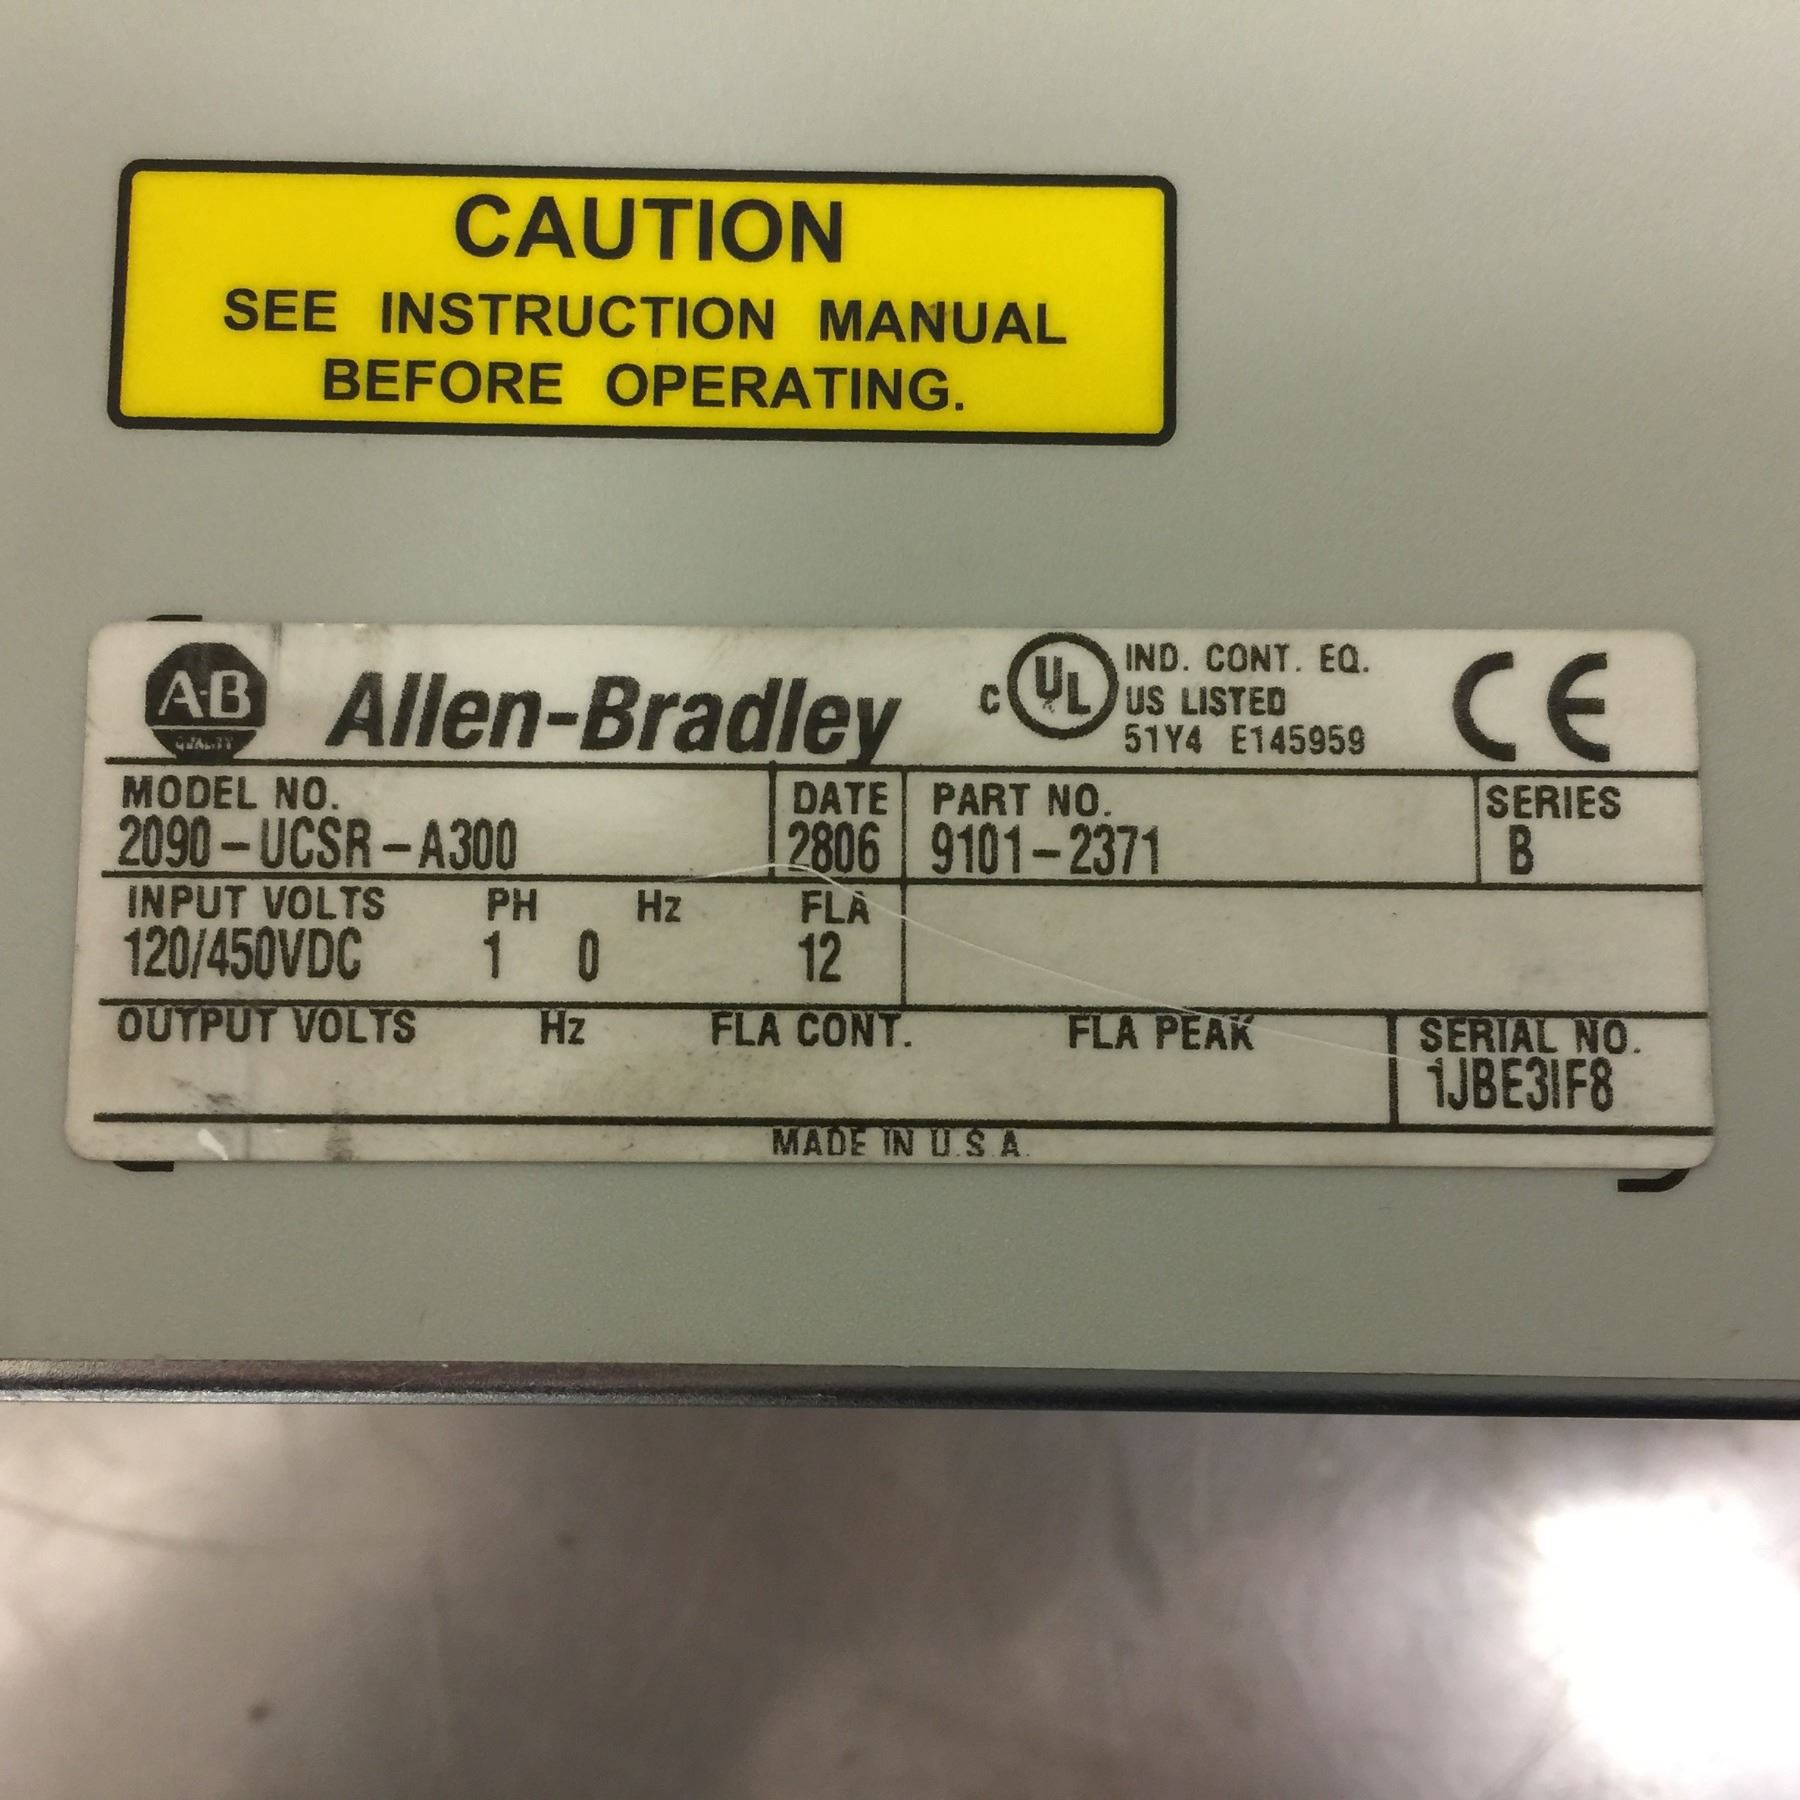 CAUTION
SEE INSTRUCTION MANUAL
BEFORE OPERATING.
A-B
QUALITY
Allen-Bradley
C UL US LISTED
IND. CONT. EQ.
51Y4 E145959
CE
MODEL NO. DATE PART NO. SERIES
2090-UCSR-A300 2806 9101-2371 B
INPUT VOLTS PH Hz FLA
120/450VDC 1 0 12
OUTPUT VOLTS Hz FLA CONT. FLA PEAK SERIAL NO.
1JBE3IF8
MADE IN U.S.A.